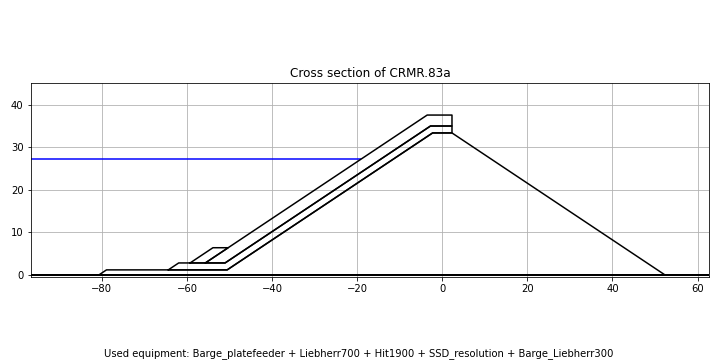 Cross section of CRMR.83a
40
30
20
10
0
−80 −60 −40 −20 0 20 40 60
Used equipment: Barge_platefeeder + Liebherr700 + Hit1900 + SSD_resolution + Barge_Liebherr300